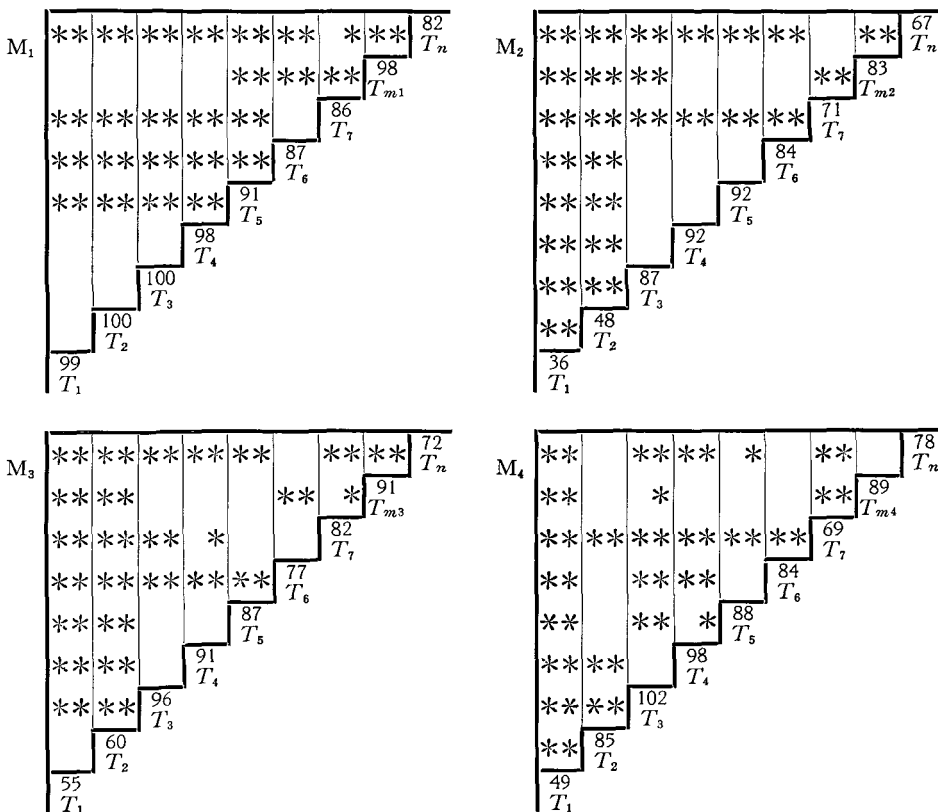 M₁ ** ** ** ** ** ** * ** 82
Tₙ
** ** ** 98
Tₘ₁
** ** ** ** ** 86
T₇
** ** ** ** ** 87
T₆
** ** ** ** 91
T₅
98
T₄
100
T₃
100
T₂
99
T₁
M₂ ** ** ** ** ** ** ** 67
Tₙ
** ** ** ** 83
Tₘ₂
** ** ** ** ** ** 71
T₇
** ** 84
T₆
** ** 92
T₅
** ** 92
T₄
** ** 87
T₃
** 48
T₂
36
T₁
M₃ ** ** ** ** ** ** ** 72
Tₙ
** ** ** * 91
Tₘ₃
** ** ** * 82
T₇
** ** ** ** ** 77
T₆
** ** 87
T₅
** ** 91
T₄
** ** 96
T₃
60
T₂
55
T₁
M₄ ** ** ** * ** 78
Tₙ
** * ** 89
Tₘ₄
** ** ** ** ** ** 69
T₇
** ** ** 84
T₆
** ** * 88
T₅
** ** 98
T₄
** ** 102
T₃
** 85
T₂
49
T₁